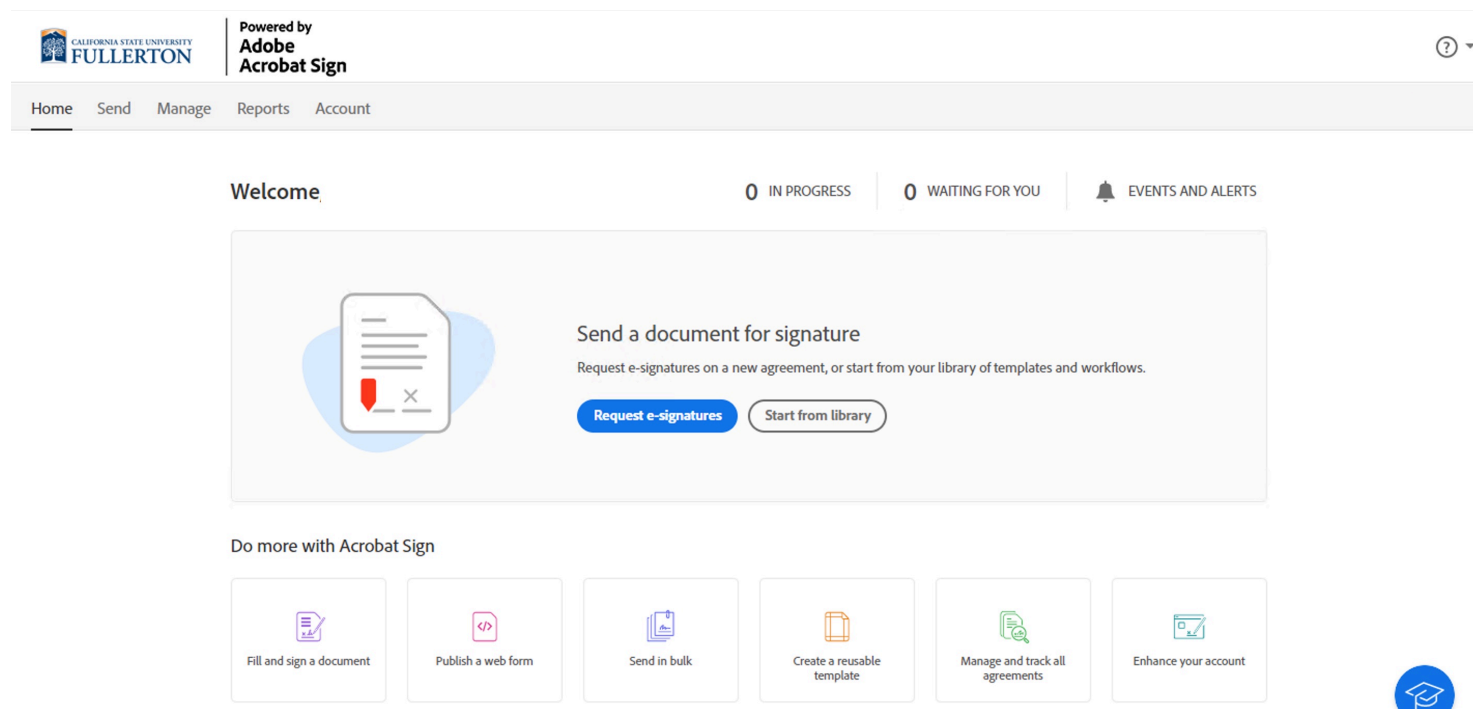 CALIFORNIA STATE UNIVERSITY
FULLERTON
Powered by
Adobe
Acrobat Sign
?
Home Send Manage Reports Account
Welcome,
0 IN PROGRESS 0 WAITING FOR YOU EVENTS AND ALERTS
Send a document for signature
Request e-signatures on a new agreement, or start from your library of templates and workflows.
Request e-signatures Start from library
Do more with Acrobat Sign
Fill and sign a document
Publish a web form
Send in bulk
Create a reusable
template
Manage and track all
agreements
Enhance your account